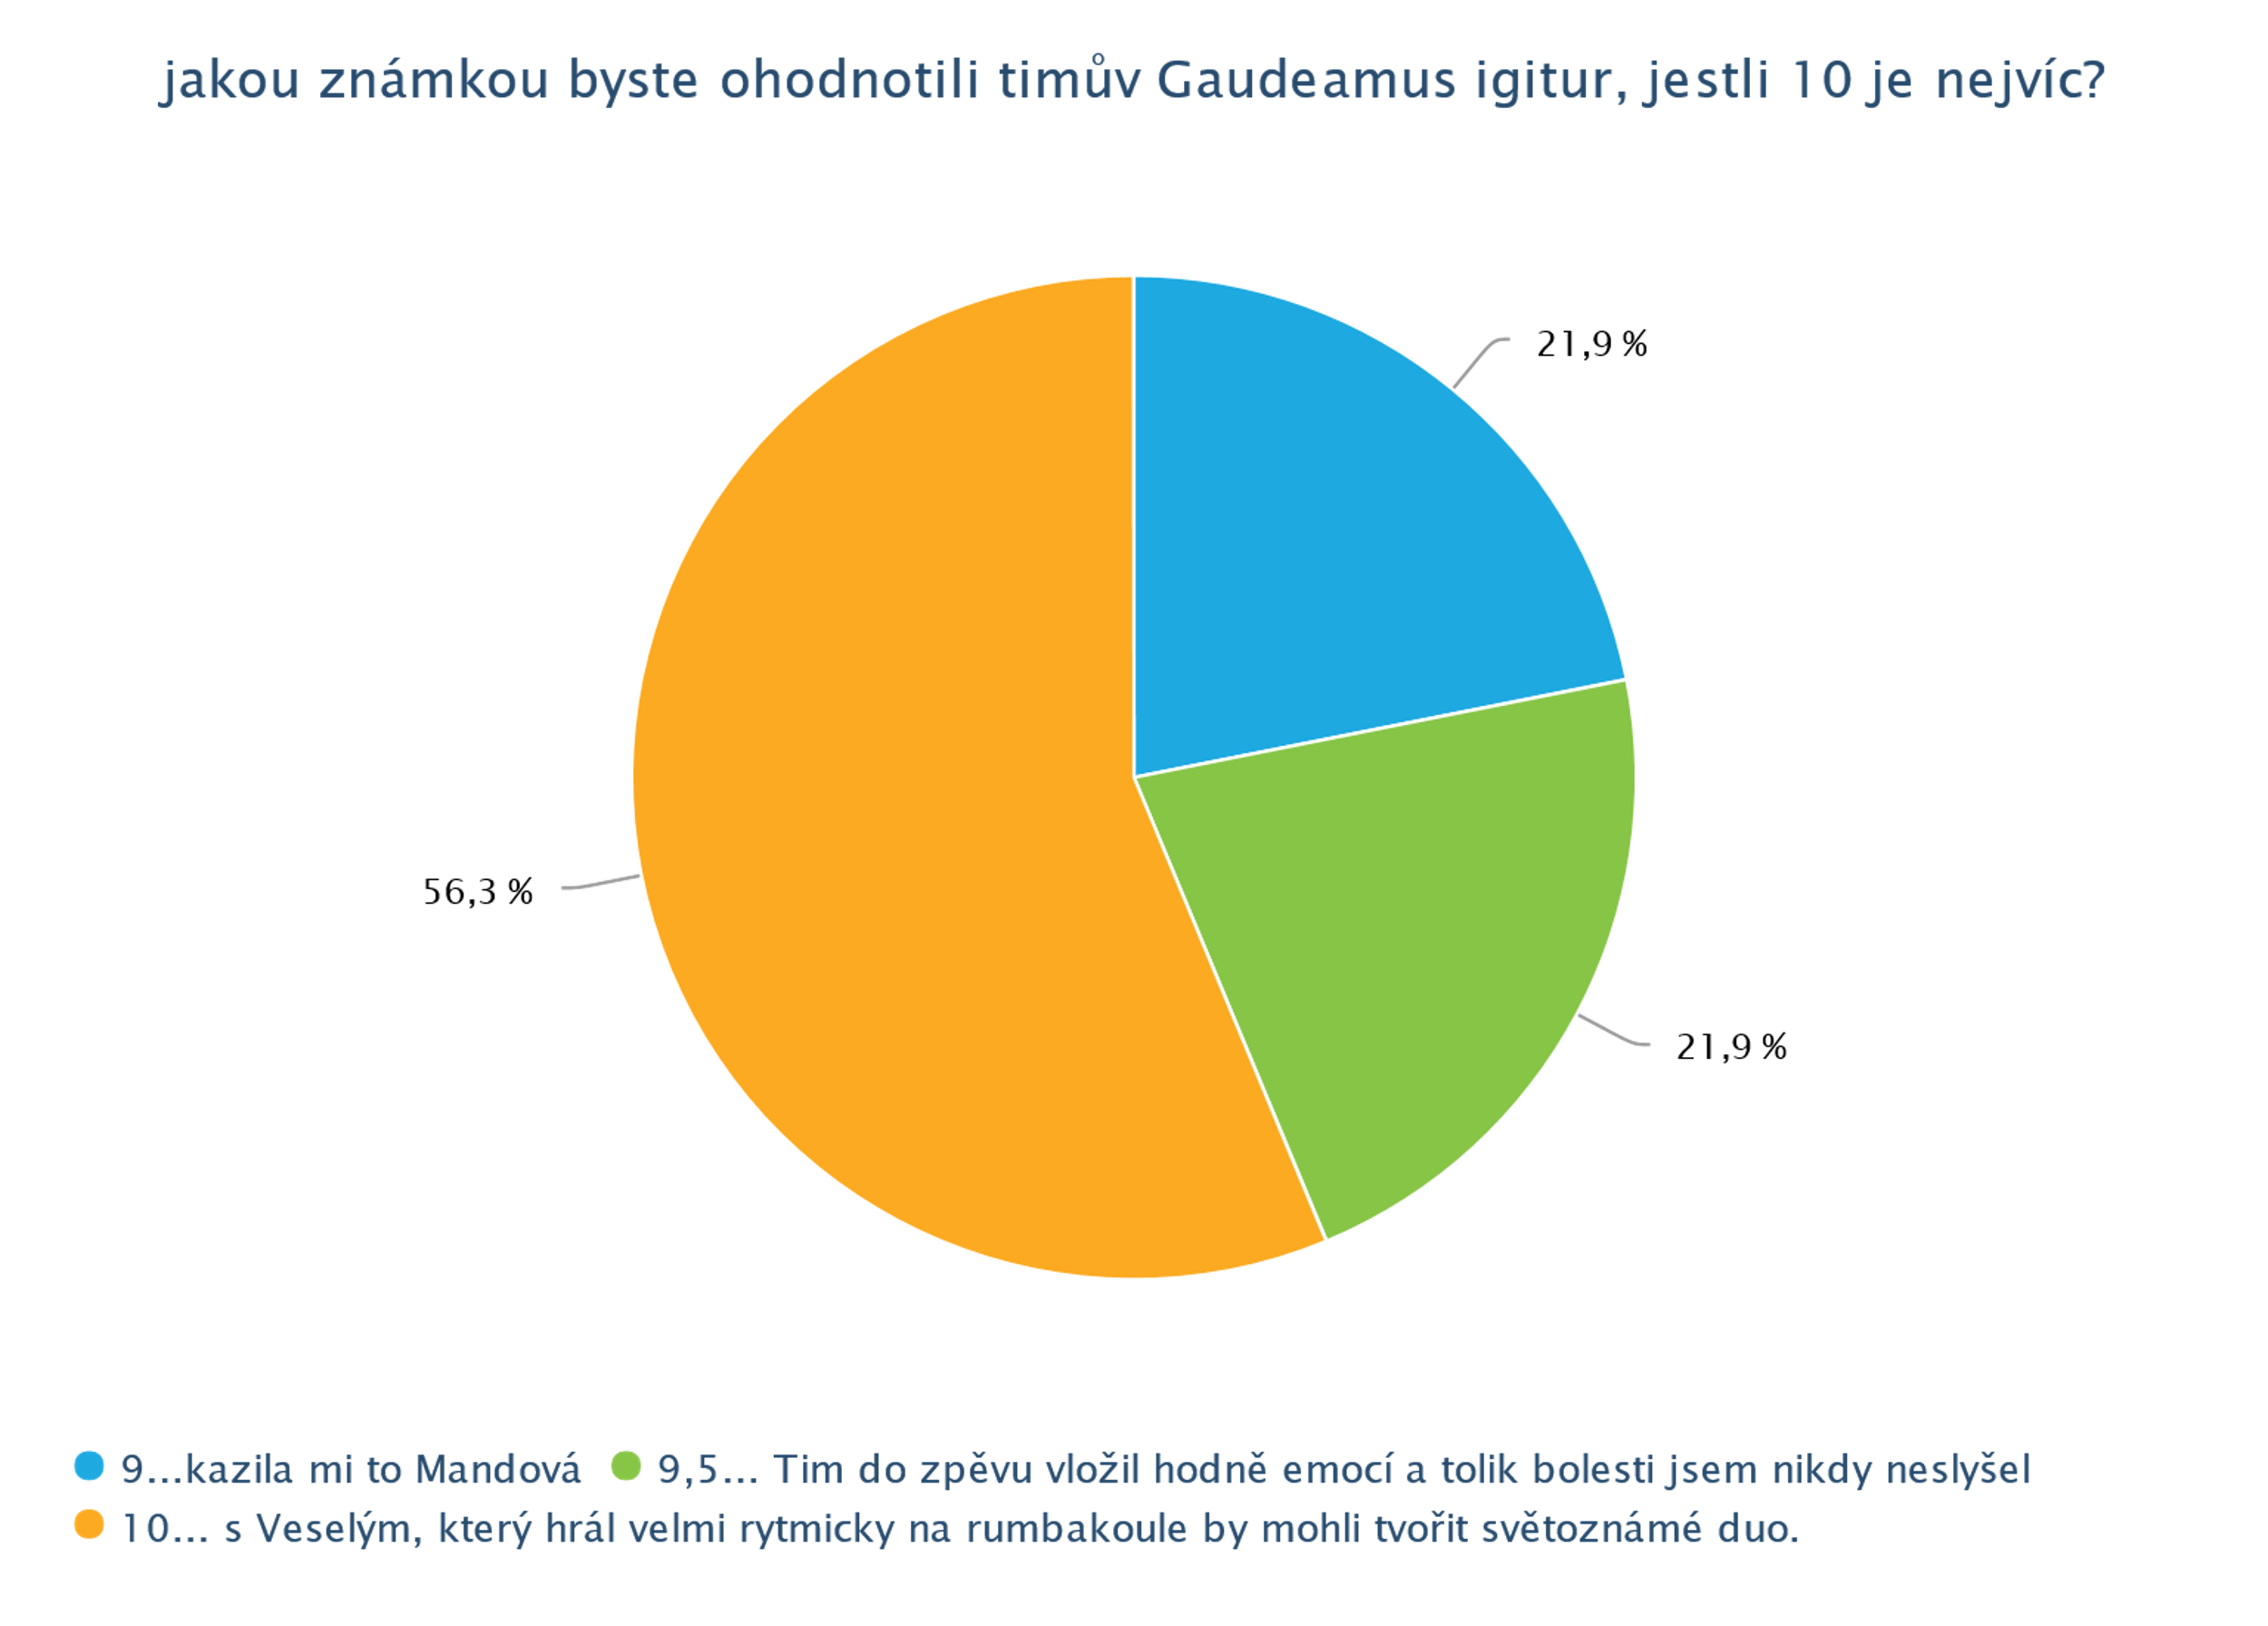 jakou známkou byste ohodnotili timův Gaudeamus igitur, jestli 10 je nejvíc?
21,9 %
56,3 %
21,9 %
9...kazila mi to Mandová 9,5... Tim do zpěvu vložil hodně emocí a tolik bolesti jsem nikdy neslyšel
10... s Veselým, který hrál velmi rytmicky na rumbakoule by mohli tvořit světoznámé duo.